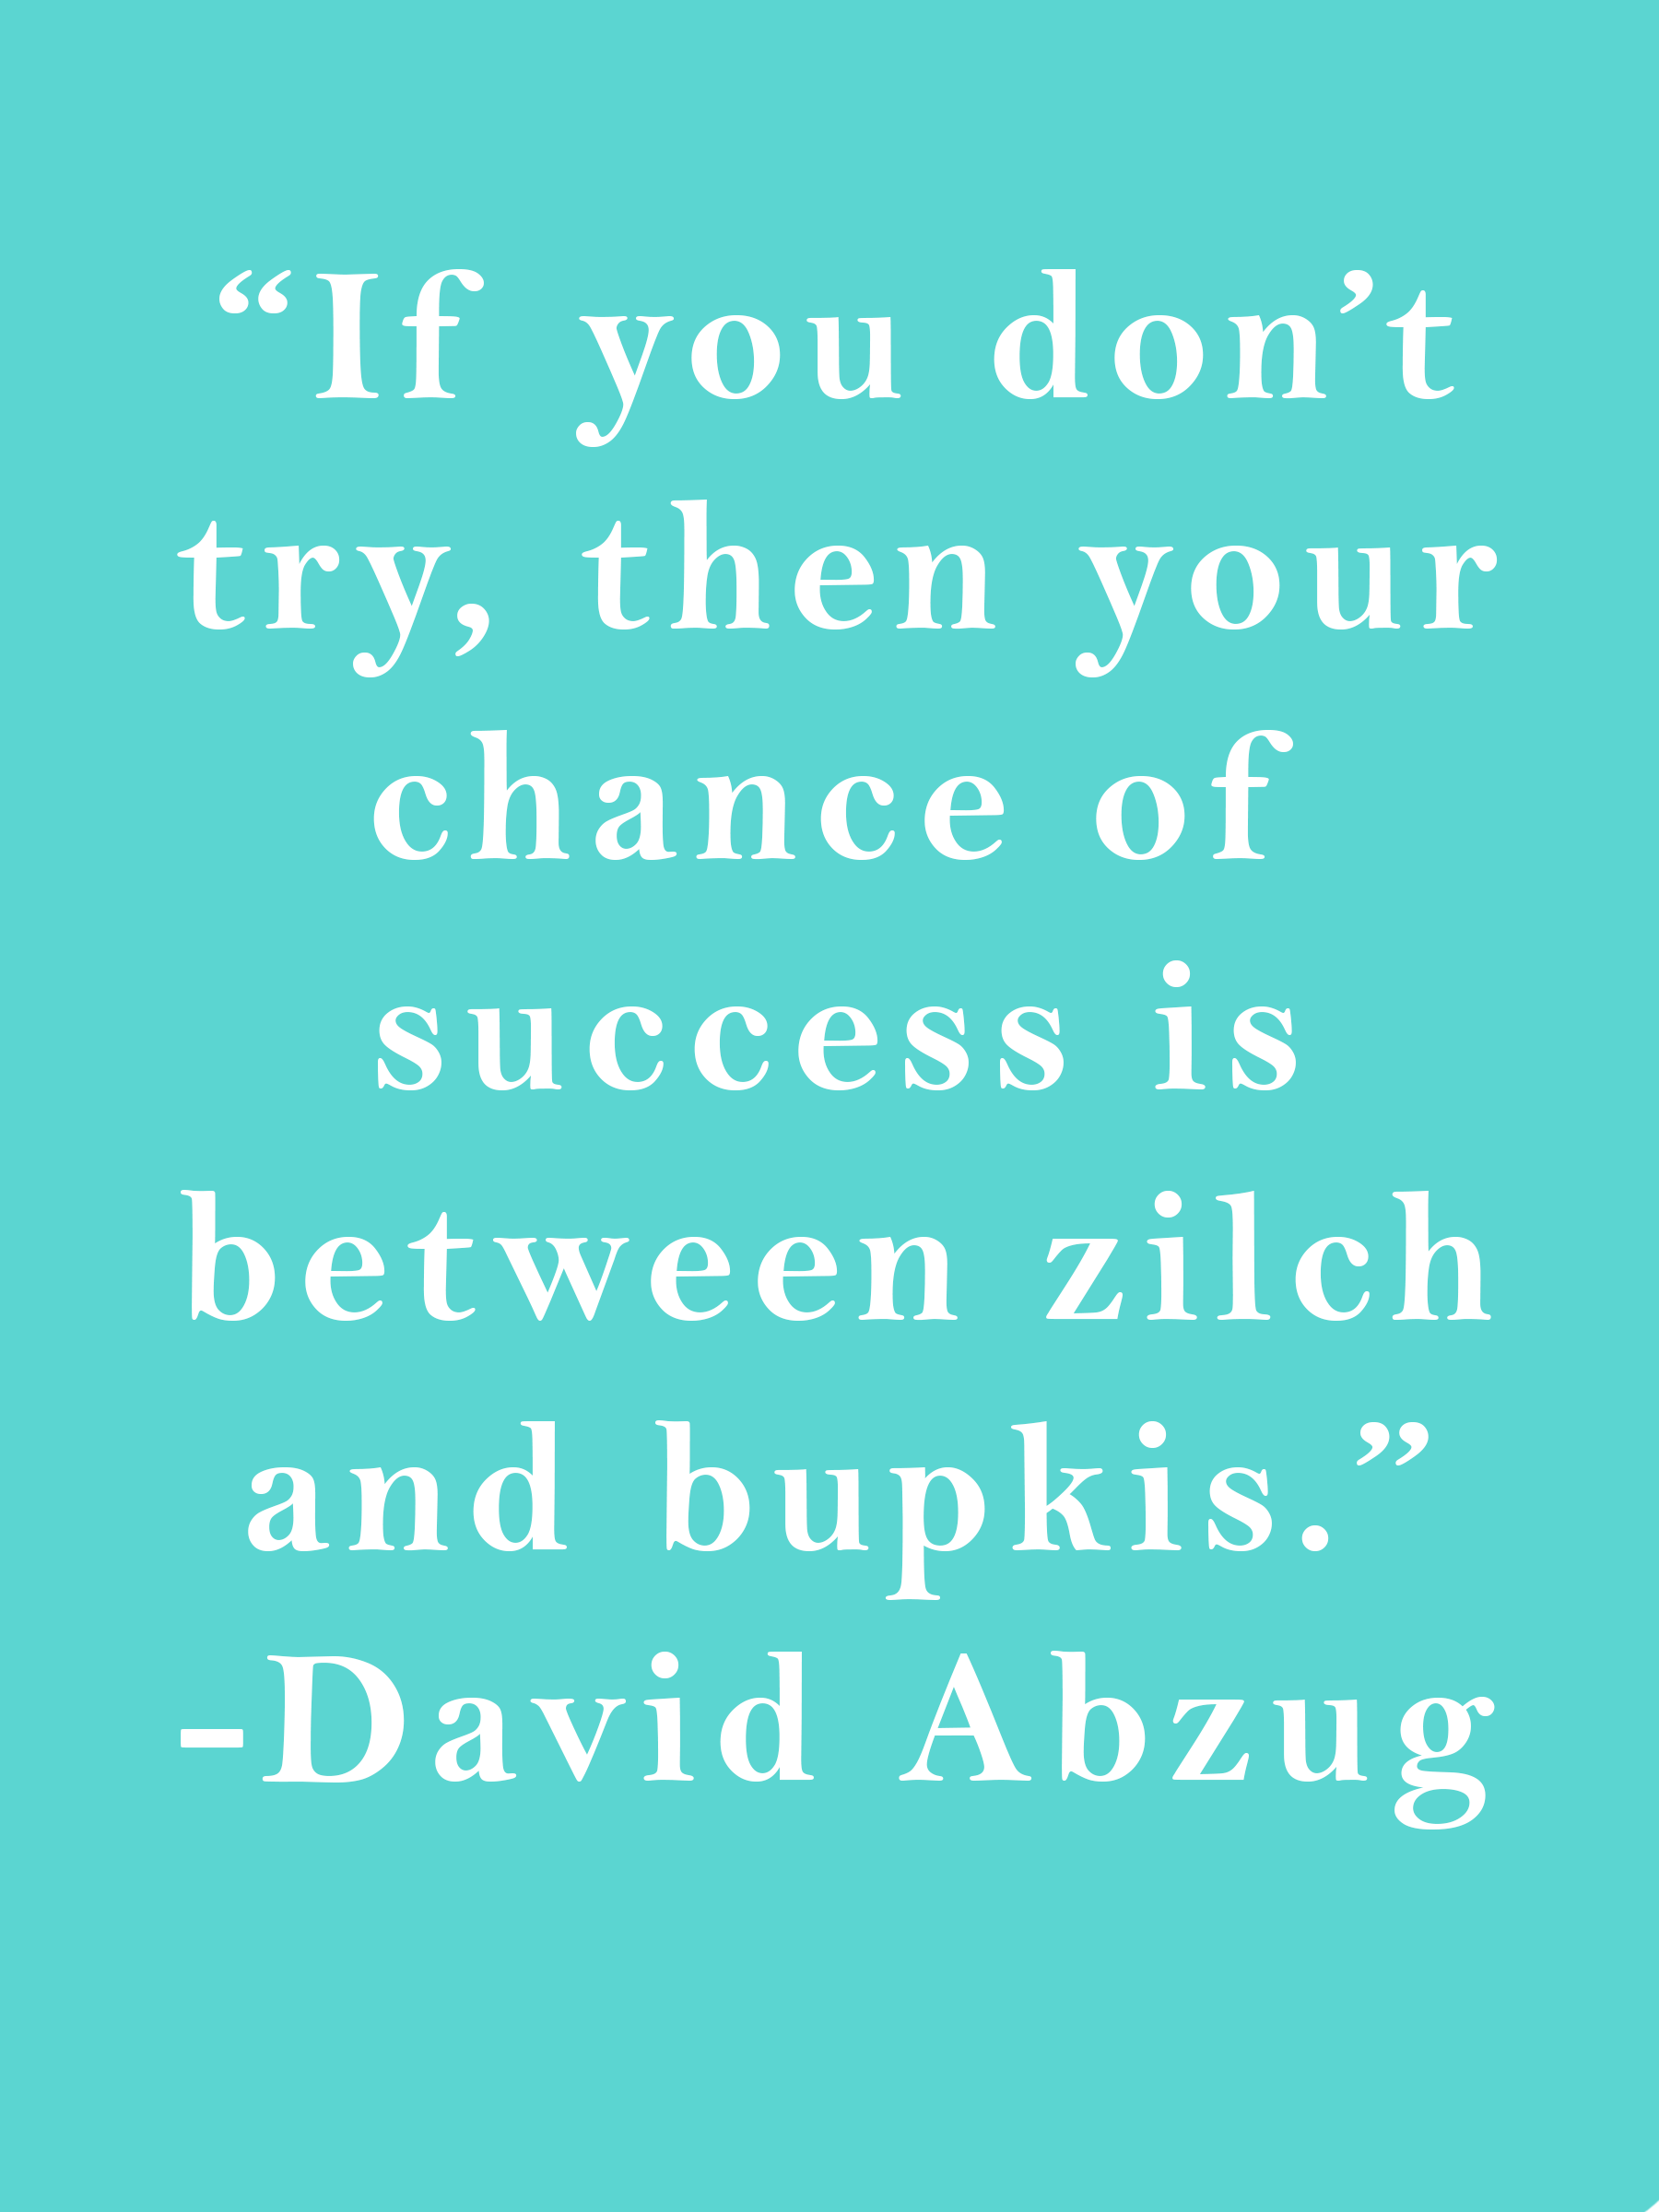 “If you don’t
try, then your
chance of
success is
between zilch
and bupkis.”
-David Abzug